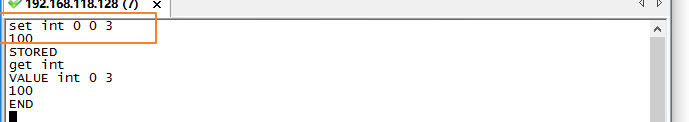 192.168.118.128 (7)
set int 0 0 3
100
STORED
get int
VALUE int 0 3
100
END